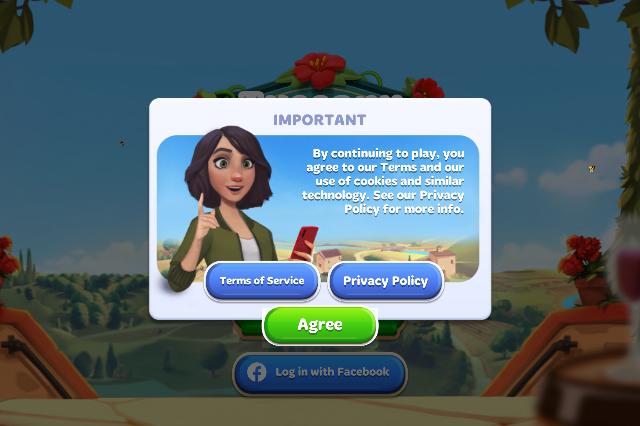 IMPORTANT
By continuing to play, you
agree to our Terms and our
use of cookies and similar
technology. See our Privacy
Policy for more info.
Terms of Service
Privacy Policy
Agree
Log in with Facebook